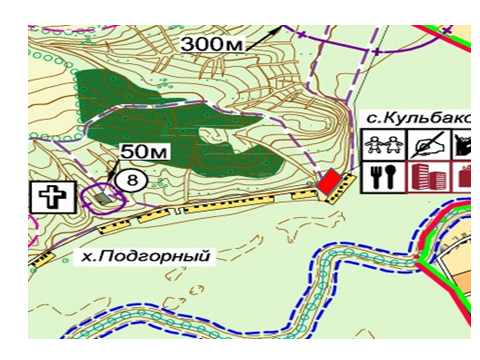 300м
с.Кульбако
50м
8
х.Подгорный